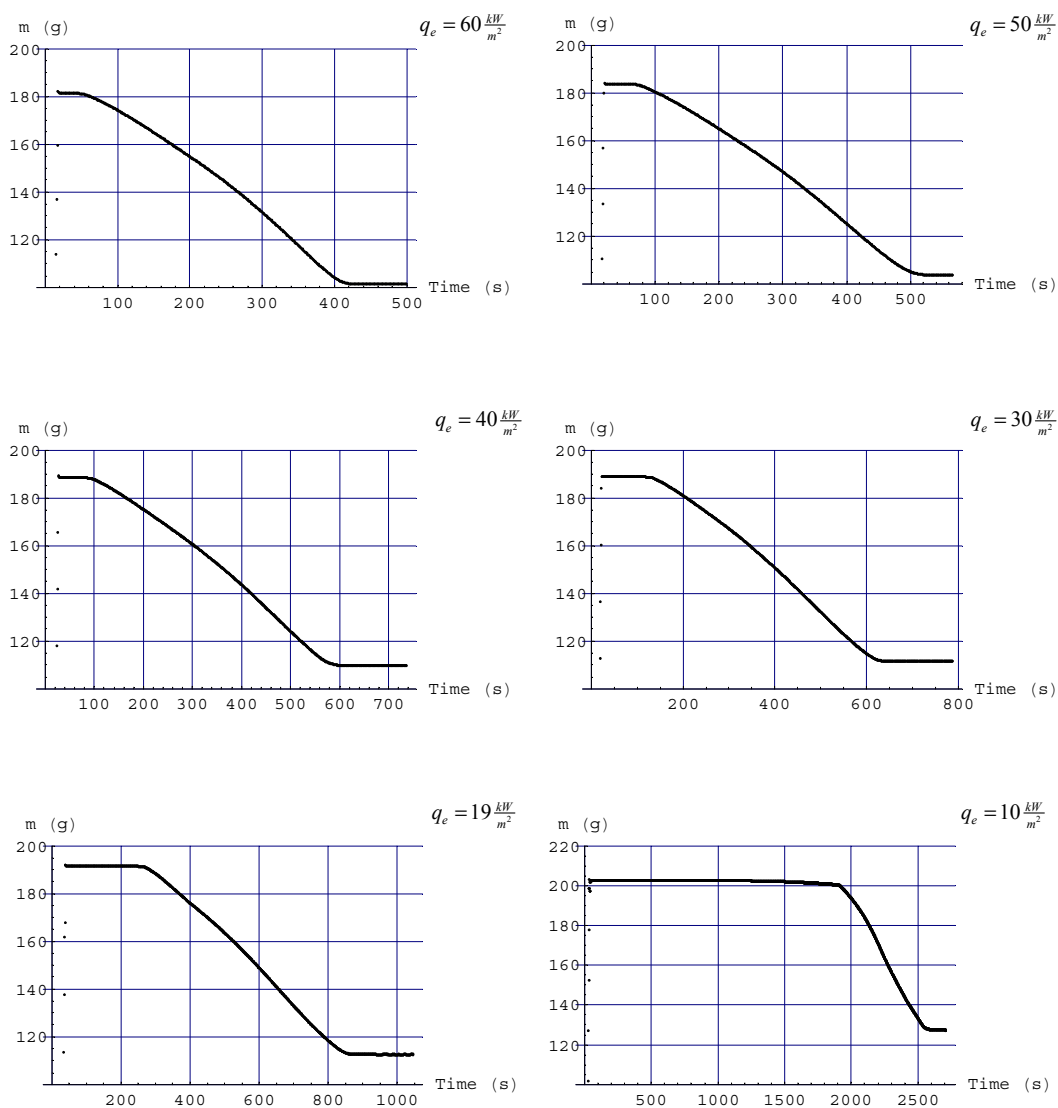 m (g)
q_e = 60 kW/m²
200
180
160
140
120
100 200 300 400 500
Time (s)
m (g)
q_e = 50 kW/m²
200
180
160
140
120
100 200 300 400 500
Time (s)
m (g)
q_e = 40 kW/m²
200
180
160
140
120
100 200 300 400 500 600 700
Time (s)
m (g)
q_e = 30 kW/m²
200
180
160
140
120
200 400 600 800
Time (s)
m (g)
q_e = 19 kW/m²
200
180
160
140
120
200 400 600 800 1000
Time (s)
m (g)
q_e = 10 kW/m²
220
200
180
160
140
120
500 1000 1500 2000 2500
Time (s)